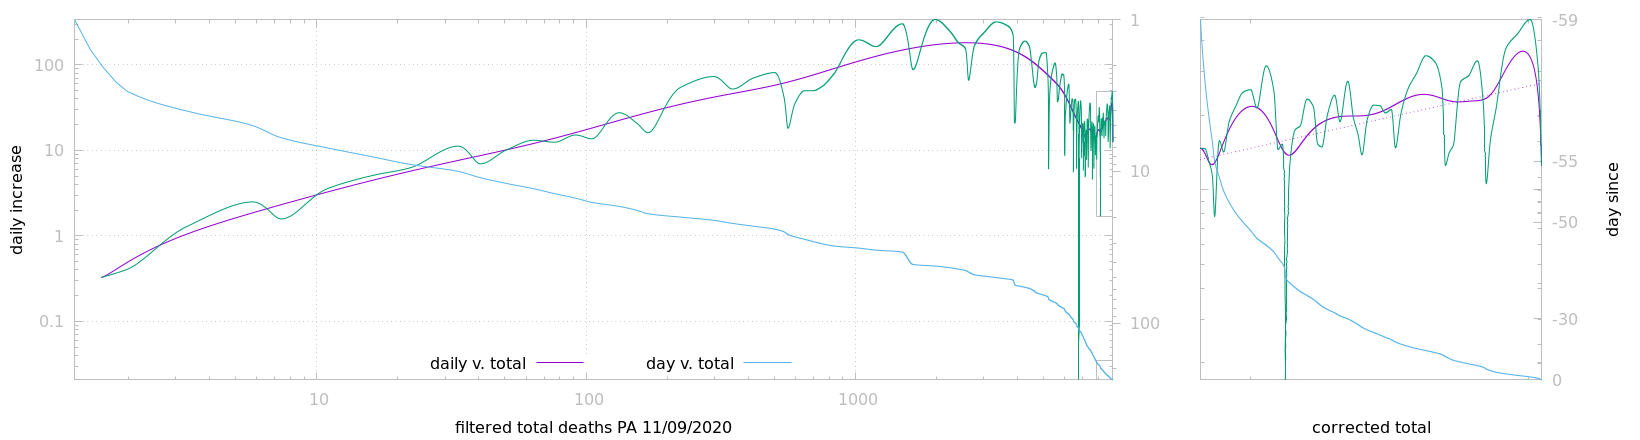 daily increase
100
10
1
0.1
daily v. total
day v. total
10
100
1000
filtered total deaths PA 11/09/2020
1
10
100
-59
-55
-50
-30
0
day since
corrected total